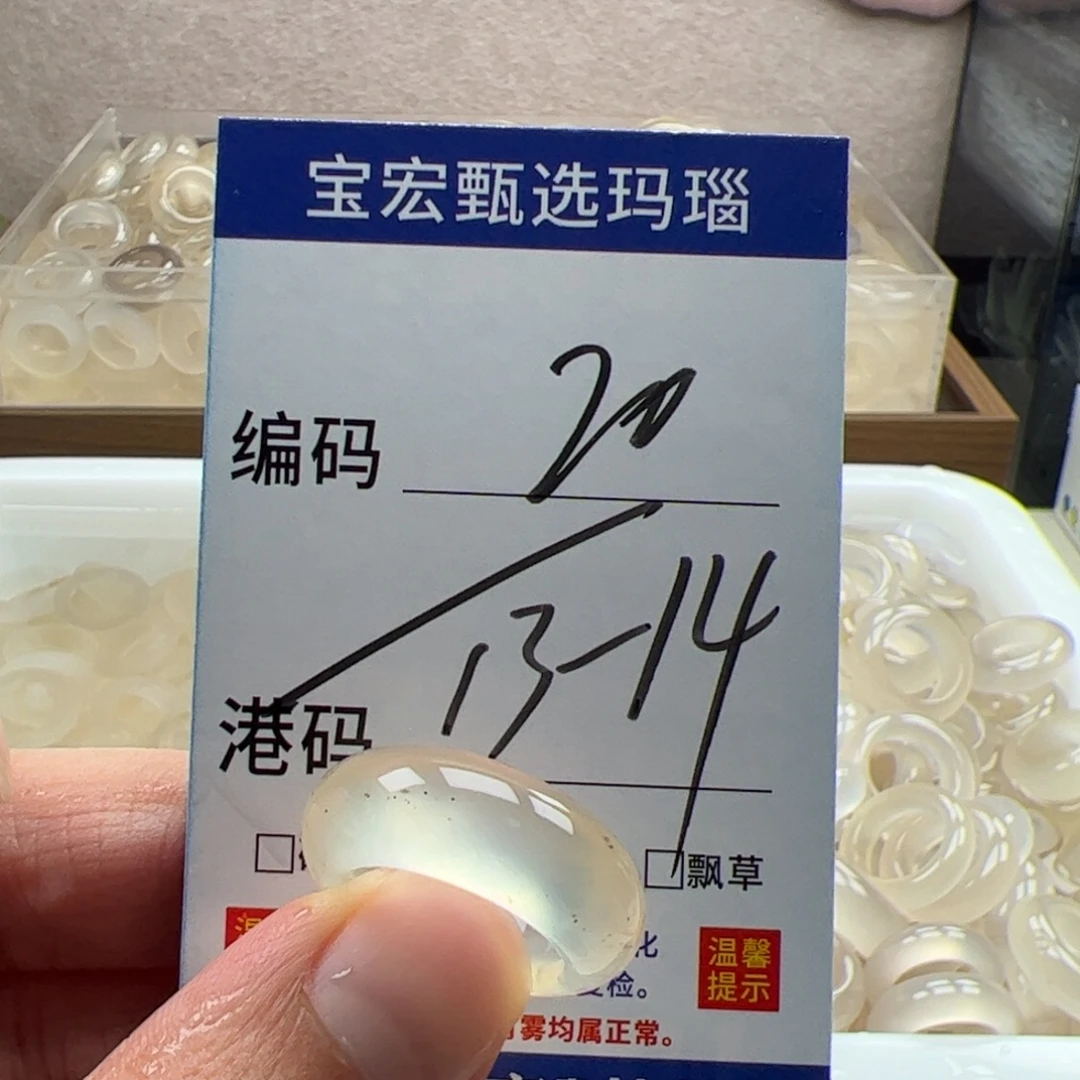 宝宏甄选玛瑙
编码 20
13-14
港码
飘草
温馨
提示
检。
雾均属正常。